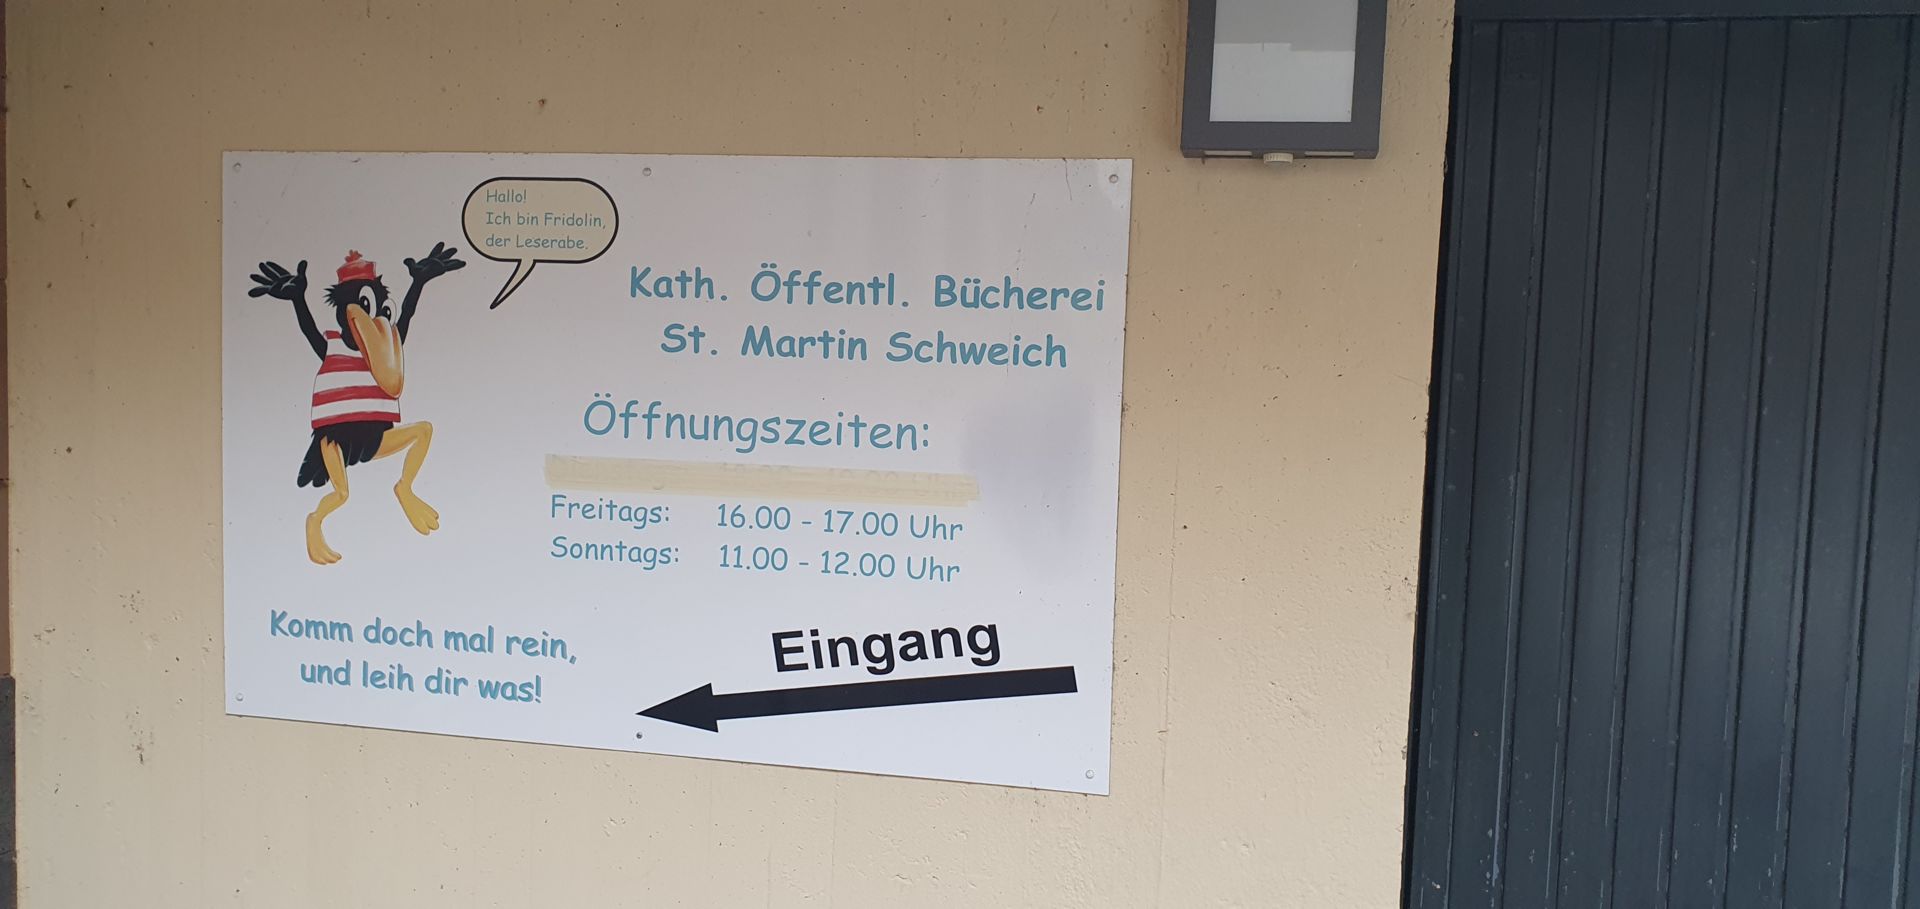 Hallo!
Ich bin Fridolin,
der Leserabe.
Kath. Öffentl. Bücherei
St. Martin Schweich
Öffnungszeiten:
Freitags: 16.00 - 17.00 Uhr
Sonntags: 11.00 - 12.00 Uhr
Komm doch mal rein,
und leih dir was!
Eingang